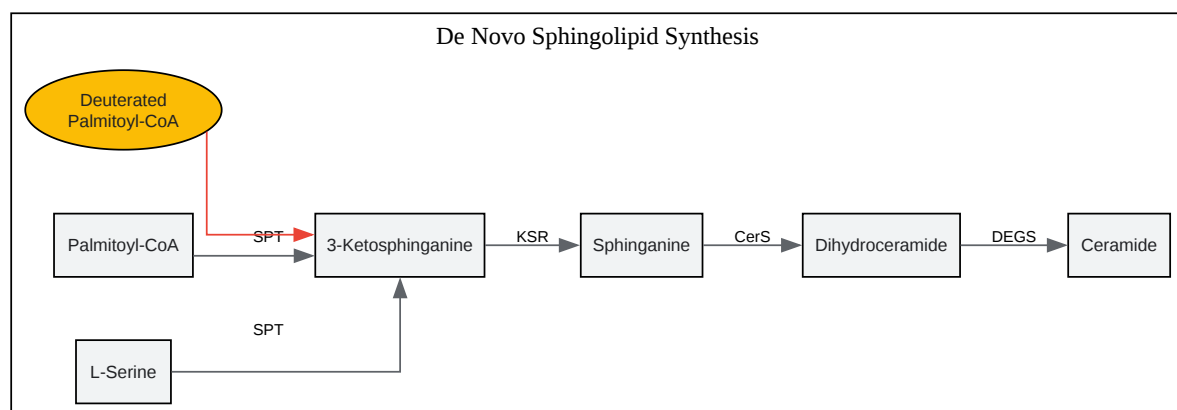 De Novo Sphingolipid Synthesis
Deuterated
Palmitoyl-CoA
Palmitoyl-CoA
SPT
3-Ketosphinganine
KSR
Sphinganine
CerS
Dihydroceramide
DEGS
Ceramide
SPT
L-Serine